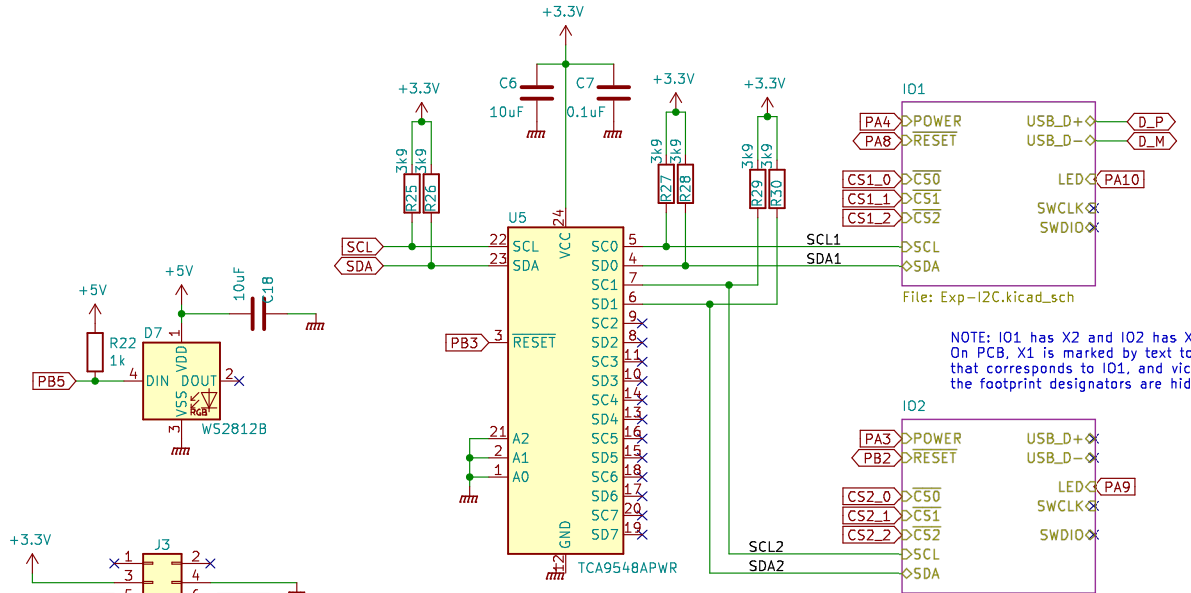 +3.3V
C6
C7
10uF
0.1uF
+3.3V
3k9
3k9
R25
R26
+3.3V
3k9
3k9
R27
R28
+3.3V
3k9
3k9
R29
R30
U5
24
VCC
SCL
22
SCL
SDA
23
SDA
PB3
3
RESET
21
A2
2
A1
1
A0
SC0
5
SD0
4
SC1
7
SD1
6
SC2
9
SD2
8
SC3
11
SD3
10
SC4
14
SD4
13
SC5
16
SD5
15
SC6
18
SD6
17
SC7
20
SD7
19
GND
12
TCA9548APWR
SCL1
SDA1
SCL2
SDA2
IO1
PA4
POWER
PA8
RESET
CS1_0
CS0
CS1_1
CS1
CS1_2
CS2
SCL
SDA
USB_D+
D_P
USB_D-
D_M
LED
PA10
SWCLK
SWDIO
File: Exp-I2C.kicad_sch
NOTE: IO1 has X2 and IO2 has X
On PCB, X1 is marked by text to
that corresponds to IO1, and vic
the footprint designators are hid
IO2
PA3
POWER
PB2
RESET
CS2_0
CS0
CS2_1
CS1
CS2_2
CS2
SCL
SDA
USB_D+
USB_D-
LED
PA9
SWCLK
SWDIO
+5V
R22
1k
PB5
+5V
10uF
C18
D7
1
VDD
4
DIN
DOUT
2
VSS
RGB
3
WS2812B
+3.3V
J3
1
2
3
4